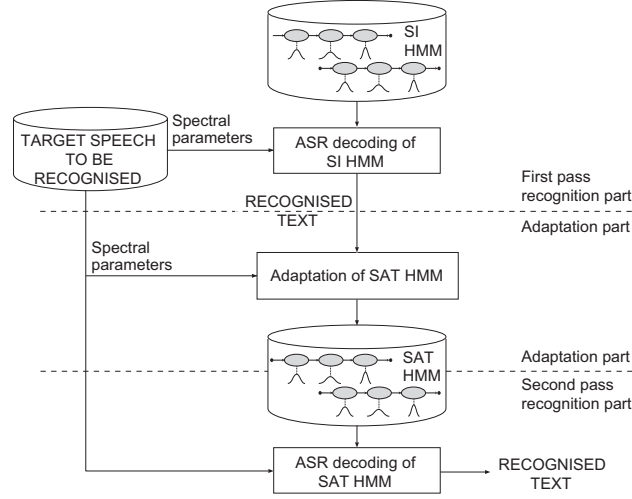 SI
HMM
Spectral
parameters
TARGET SPEECH
TO BE
RECOGNISED
ASR decoding of
SI HMM
First pass
recognition part
RECOGNISED
TEXT
Adaptation part
Spectral
parameters
Adaptation of SAT HMM
SAT
HMM
Adaptation part
Second pass
recognition part
ASR decoding of
SAT HMM
RECOGNISED
TEXT